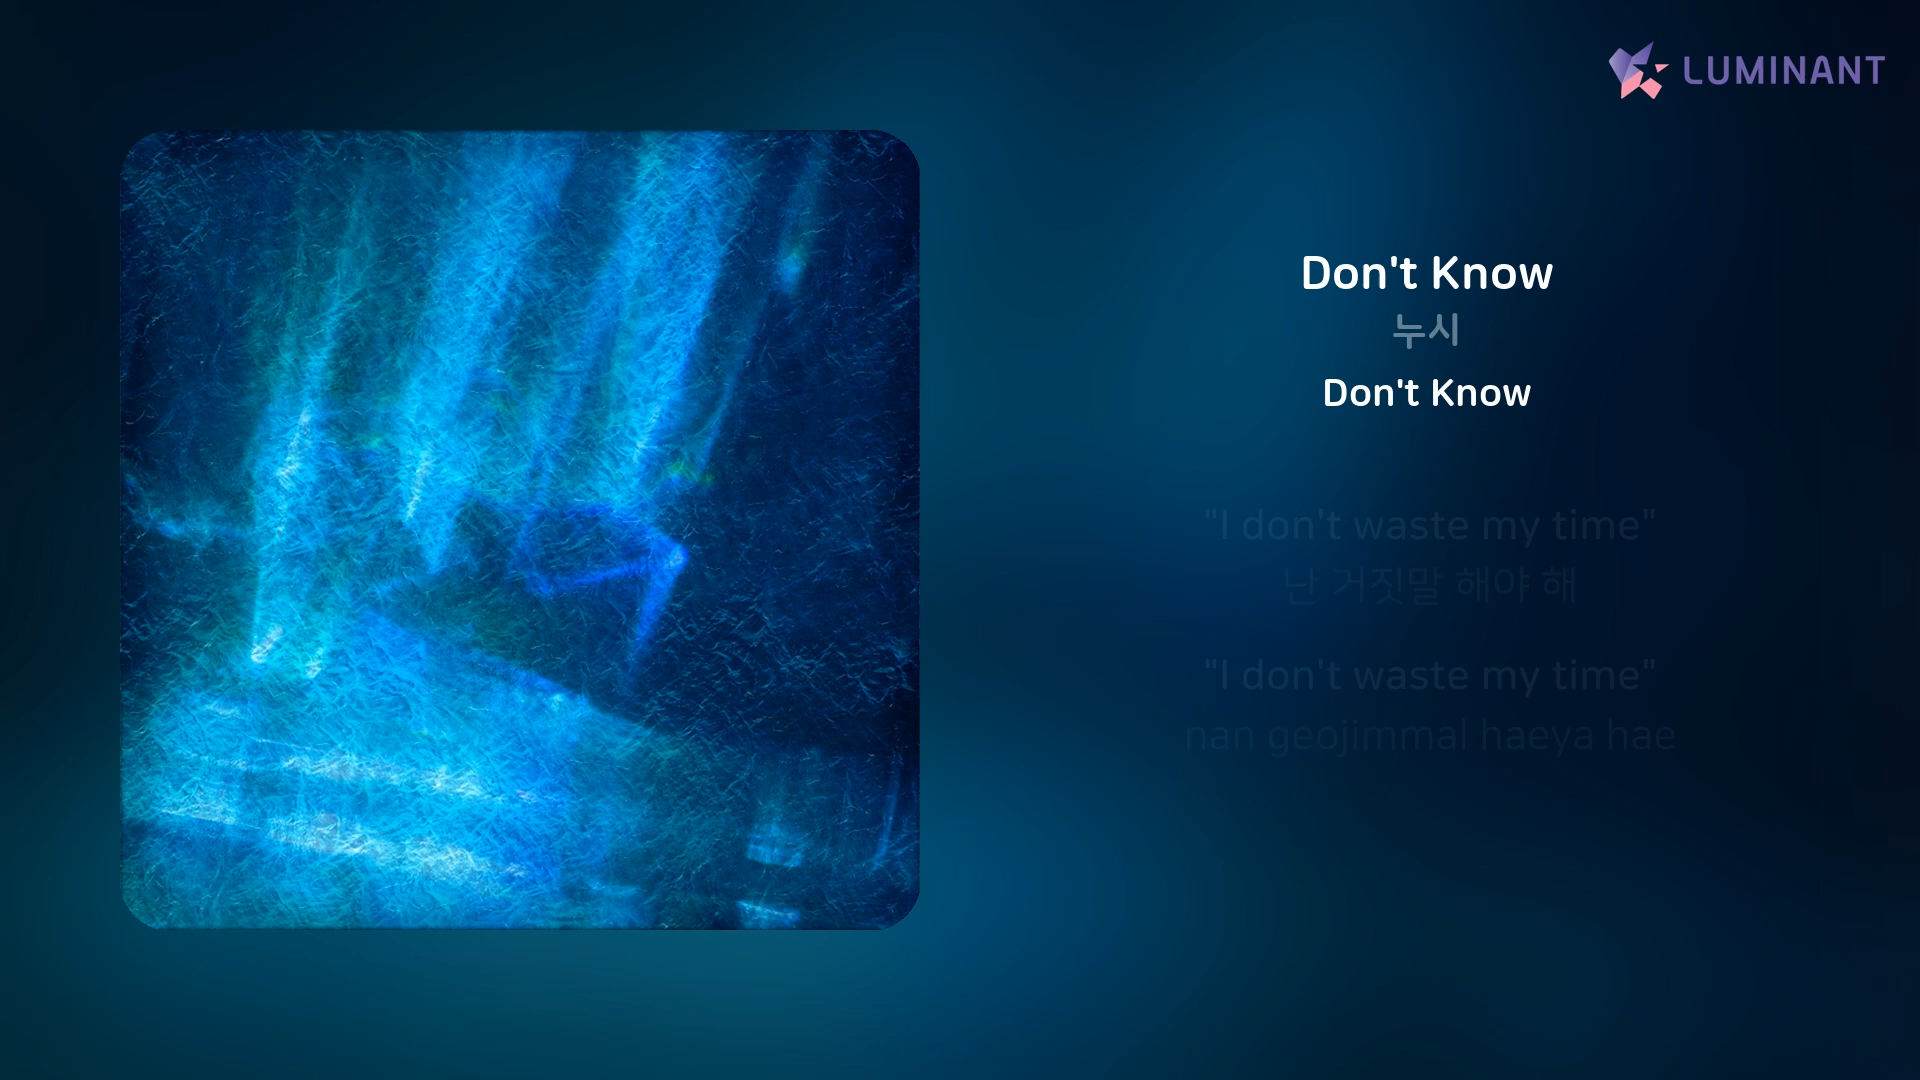 LUMINANT
Don't Know
누시
Don't Know
"I don't waste my time"
난 거짓말 해야 해
"I don't waste my time"
nan geojimmal haeya hae